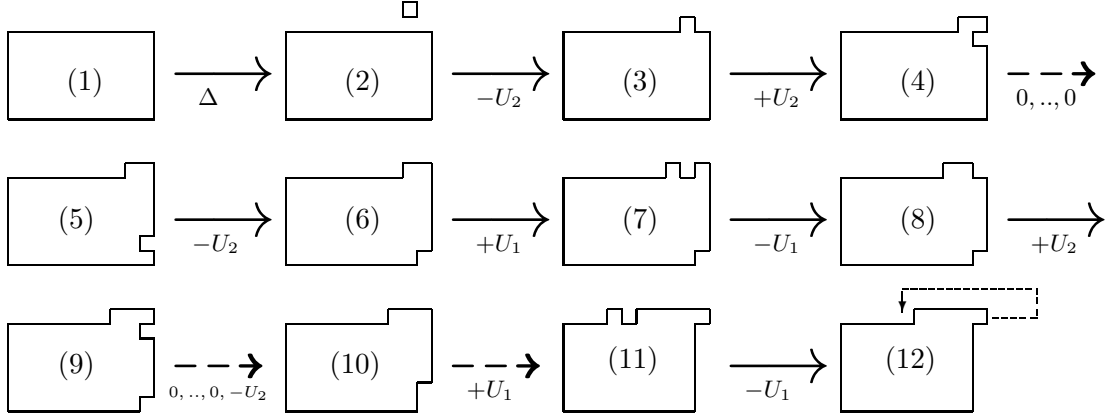 (1) (2) (3) (4)
Δ −U₂ +U₂ 0, .., 0
(5) (6) (7) (8)
−U₂ +U₁ −U₁ +U₂
(9) (10) (11) (12)
0, .., 0, −U₂ +U₁ −U₁